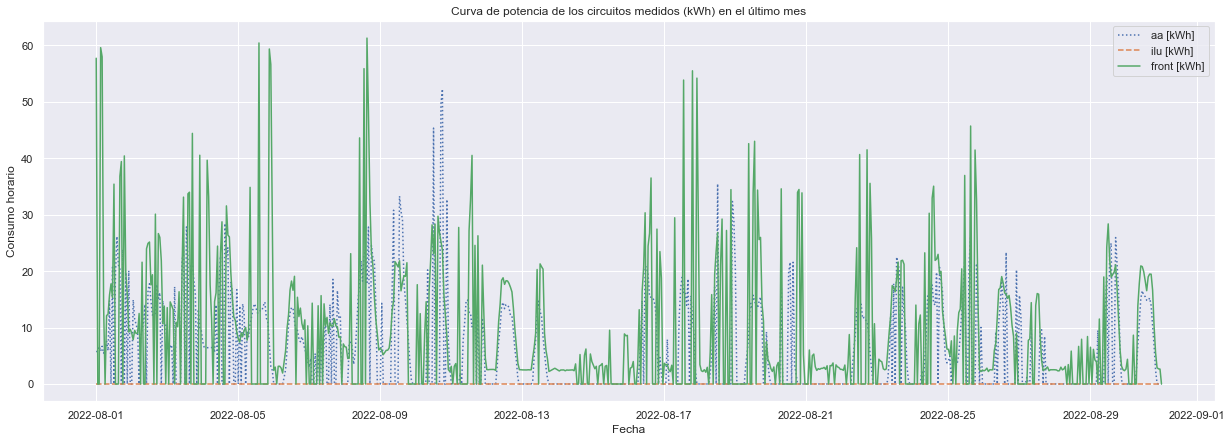 Curva de potencia de los circuitos medidos (kWh) en el último mes
aa [kWh]
ilu [kWh]
front [kWh]
Consumo horario
60
50
40
30
20
10
0
2022-08-01 2022-08-05 2022-08-09 2022-08-13 2022-08-17 2022-08-21 2022-08-25 2022-08-29 2022-09-01
Fecha